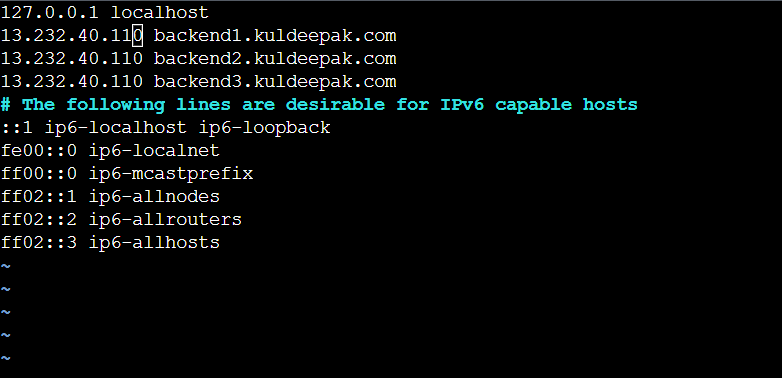 127.0.0.1 localhost
13.232.40.110 backend1.kuldeepak.com
13.232.40.110 backend2.kuldeepak.com
13.232.40.110 backend3.kuldeepak.com
# The following lines are desirable for IPv6 capable hosts
::1 ip6-localhost ip6-loopback
fe00::0 ip6-localnet
ff00::0 ip6-mcastprefix
ff02::1 ip6-allnodes
ff02::2 ip6-allrouters
ff02::3 ip6-allhosts
~
~
~
~
~